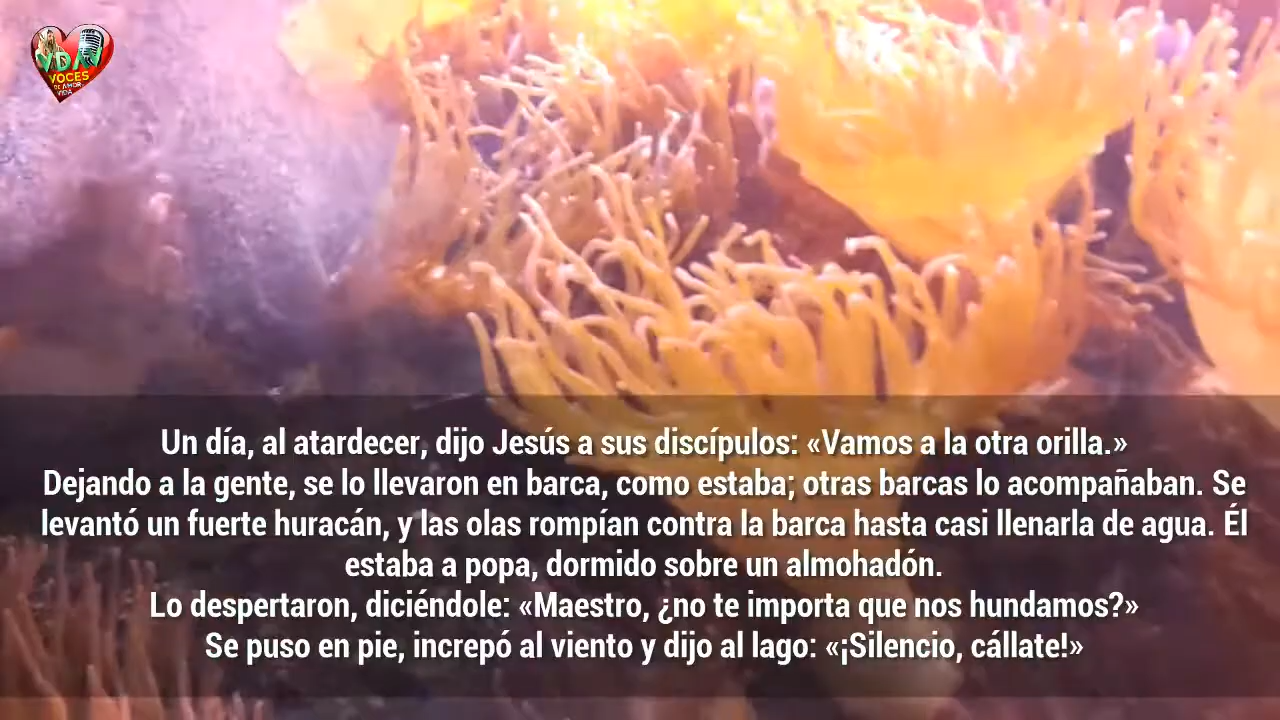 VDA
VOCES
DE AMOR
VIDA
Un día, al atardecer, dijo Jesús a sus discípulos: «Vamos a la otra orilla.»
Dejando a la gente, se lo llevaron en barca, como estaba; otras barcas lo acompañaban. Se
levantó un fuerte huracán, y las olas rompían contra la barca hasta casi llenarla de agua. Él
estaba a popa, dormido sobre un almohadón.
Lo despertaron, diciéndole: «Maestro, ¿no te importa que nos hundamos?»
Se puso en pie, increpó al viento y dijo al lago: «¡Silencio, cállate!»